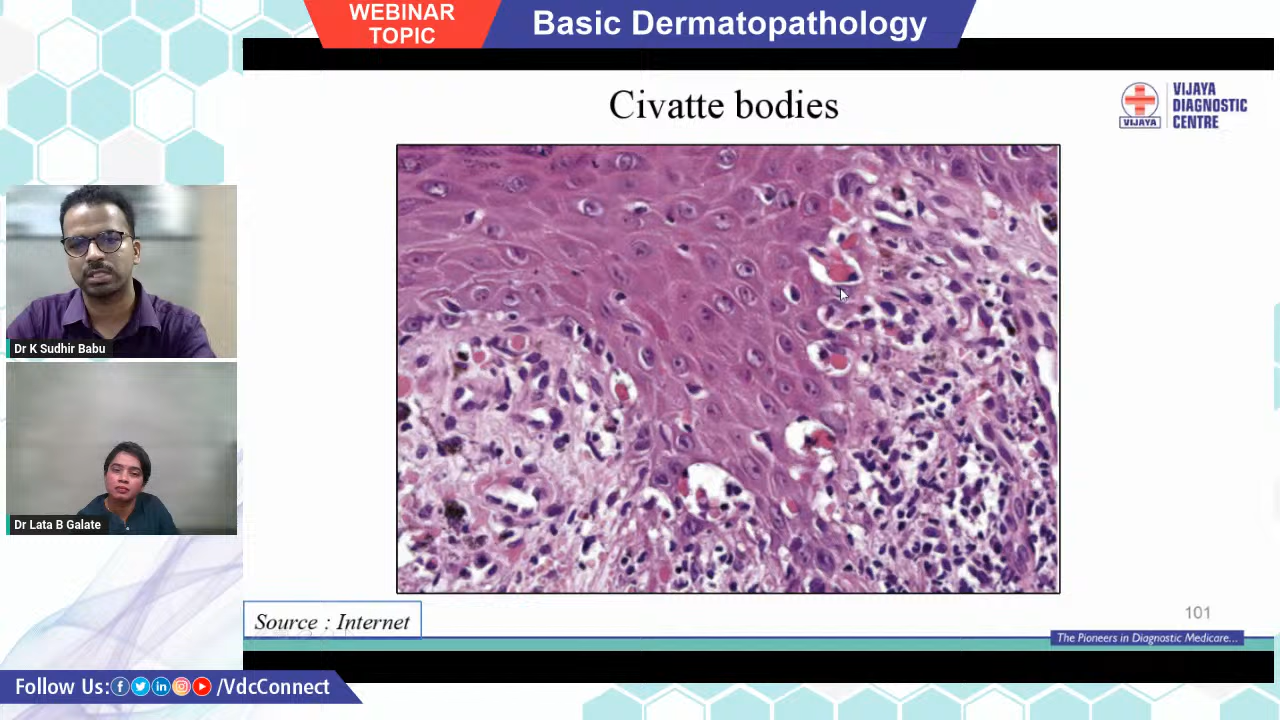 WEBINAR
TOPIC
Basic Dermatopathology
Civatte bodies
VIJAYA
VIJAYA
DIAGNOSTIC
CENTRE
Dr K Sudhir Babu
Dr Lata B Galate
Source : Internet
101
The Pioneers in Diagnostic Medicare...
Follow Us: /VdcConnect